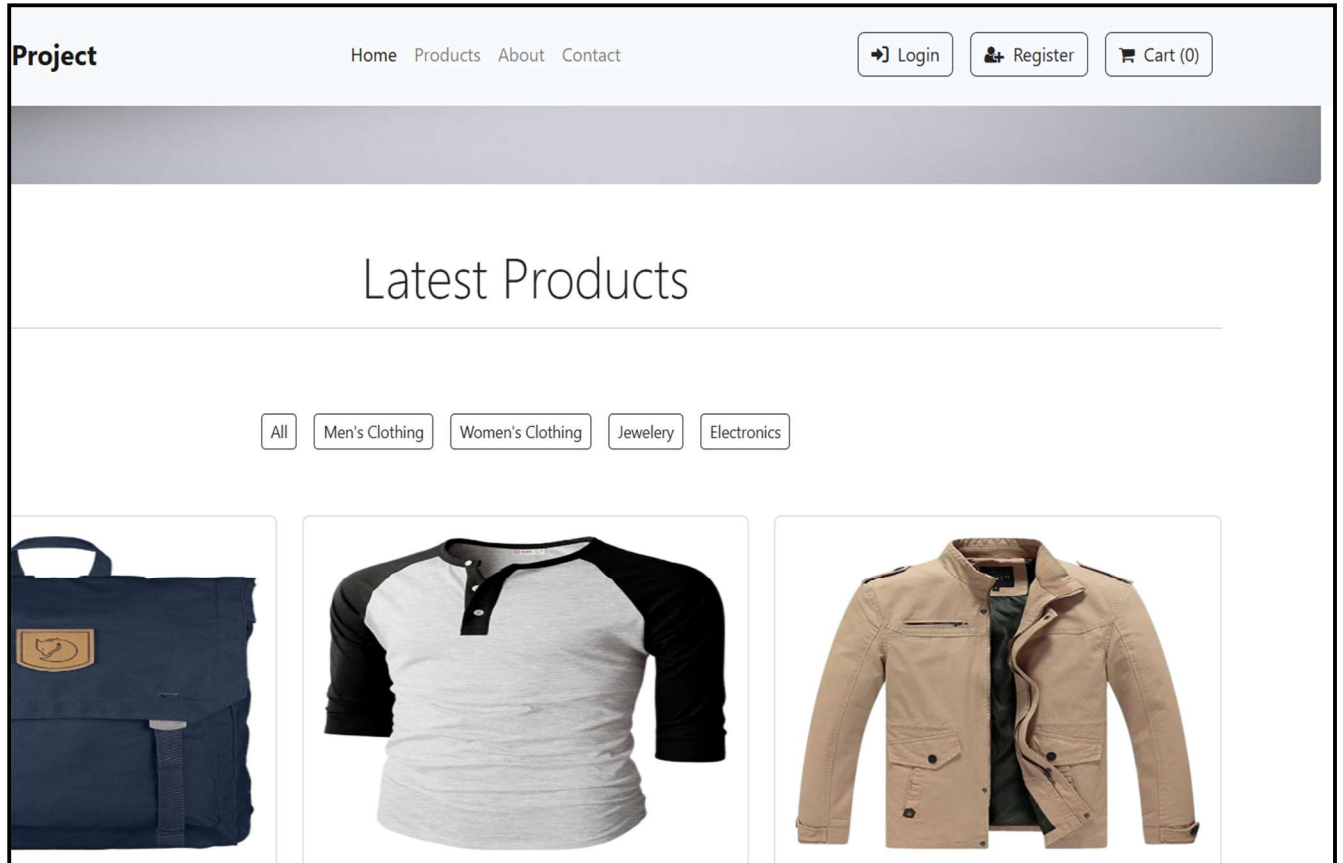 Project Home Products About Contact Login Register Cart (0)
Latest Products
All Men's Clothing Women's Clothing Jewelery Electronics